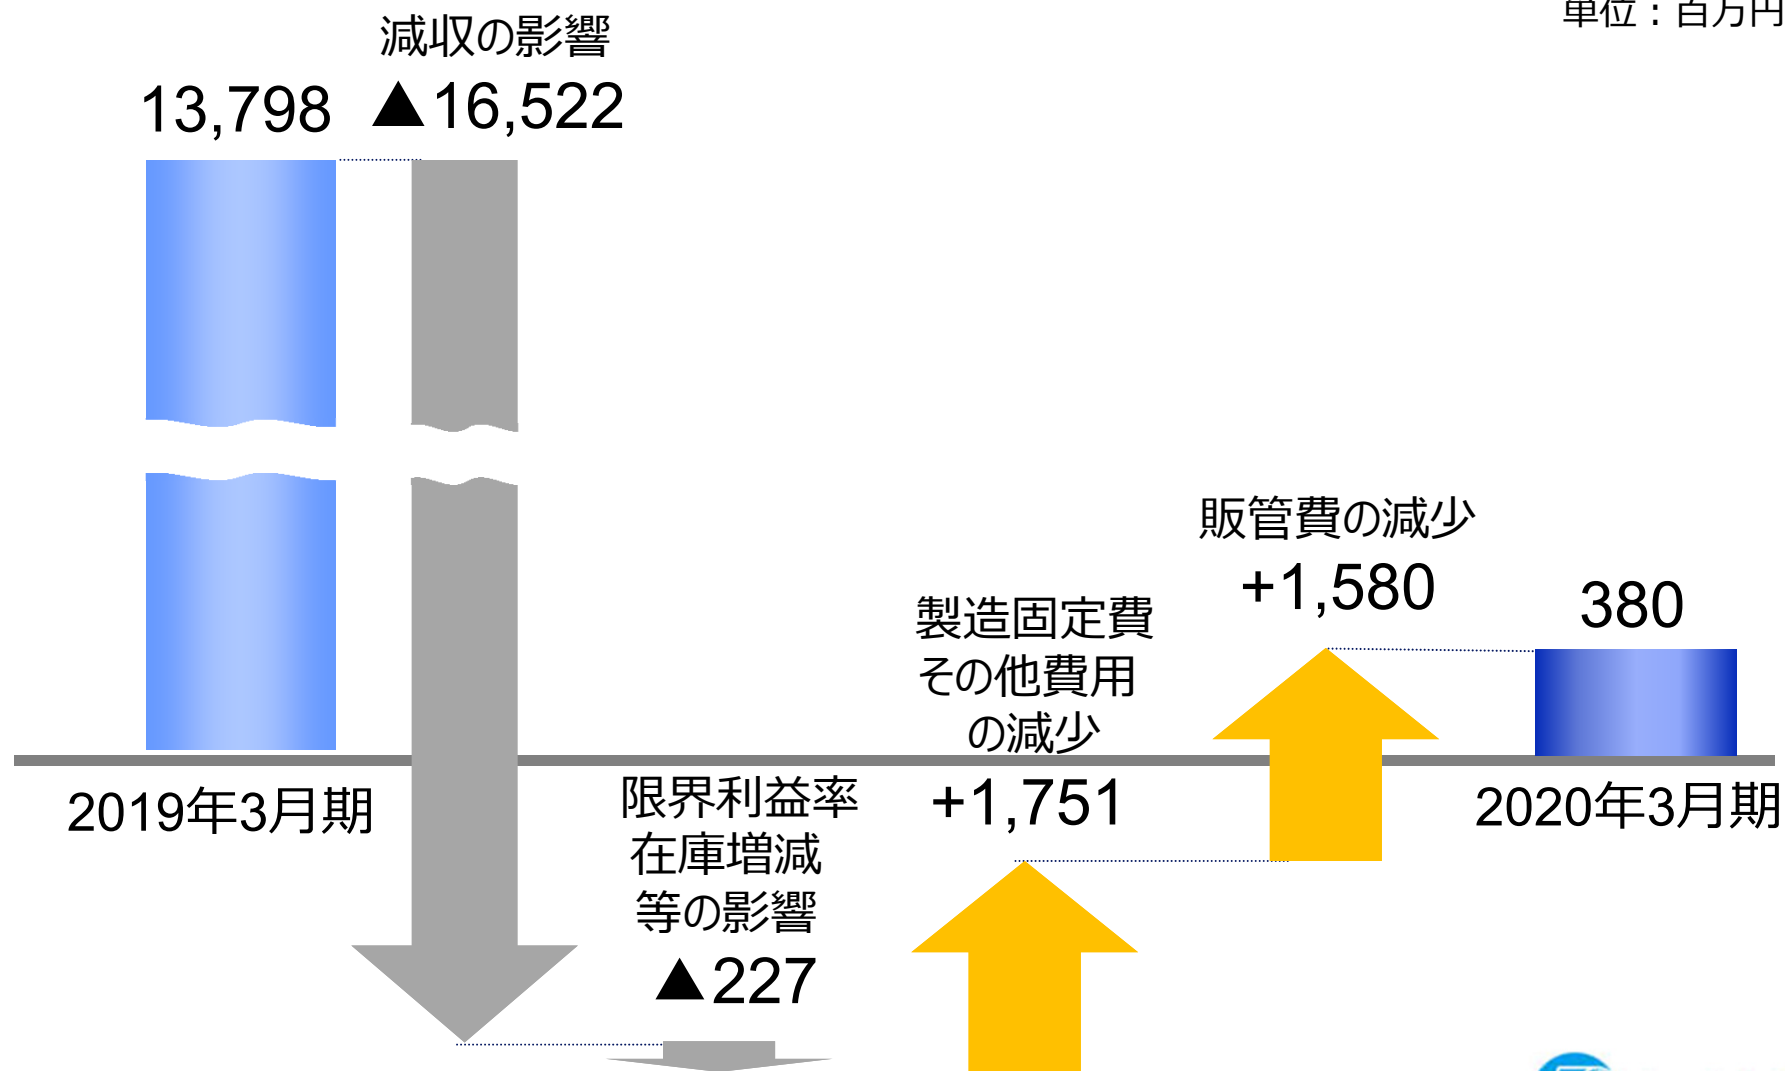 単位：百万円
減収の影響
13,798
▲16,522
販管費の減少
+1,580
380
製造固定費
その他費用
の減少
+1,751
2019年3月期
限界利益率
在庫増減
等の影響
▲227
2020年3月期